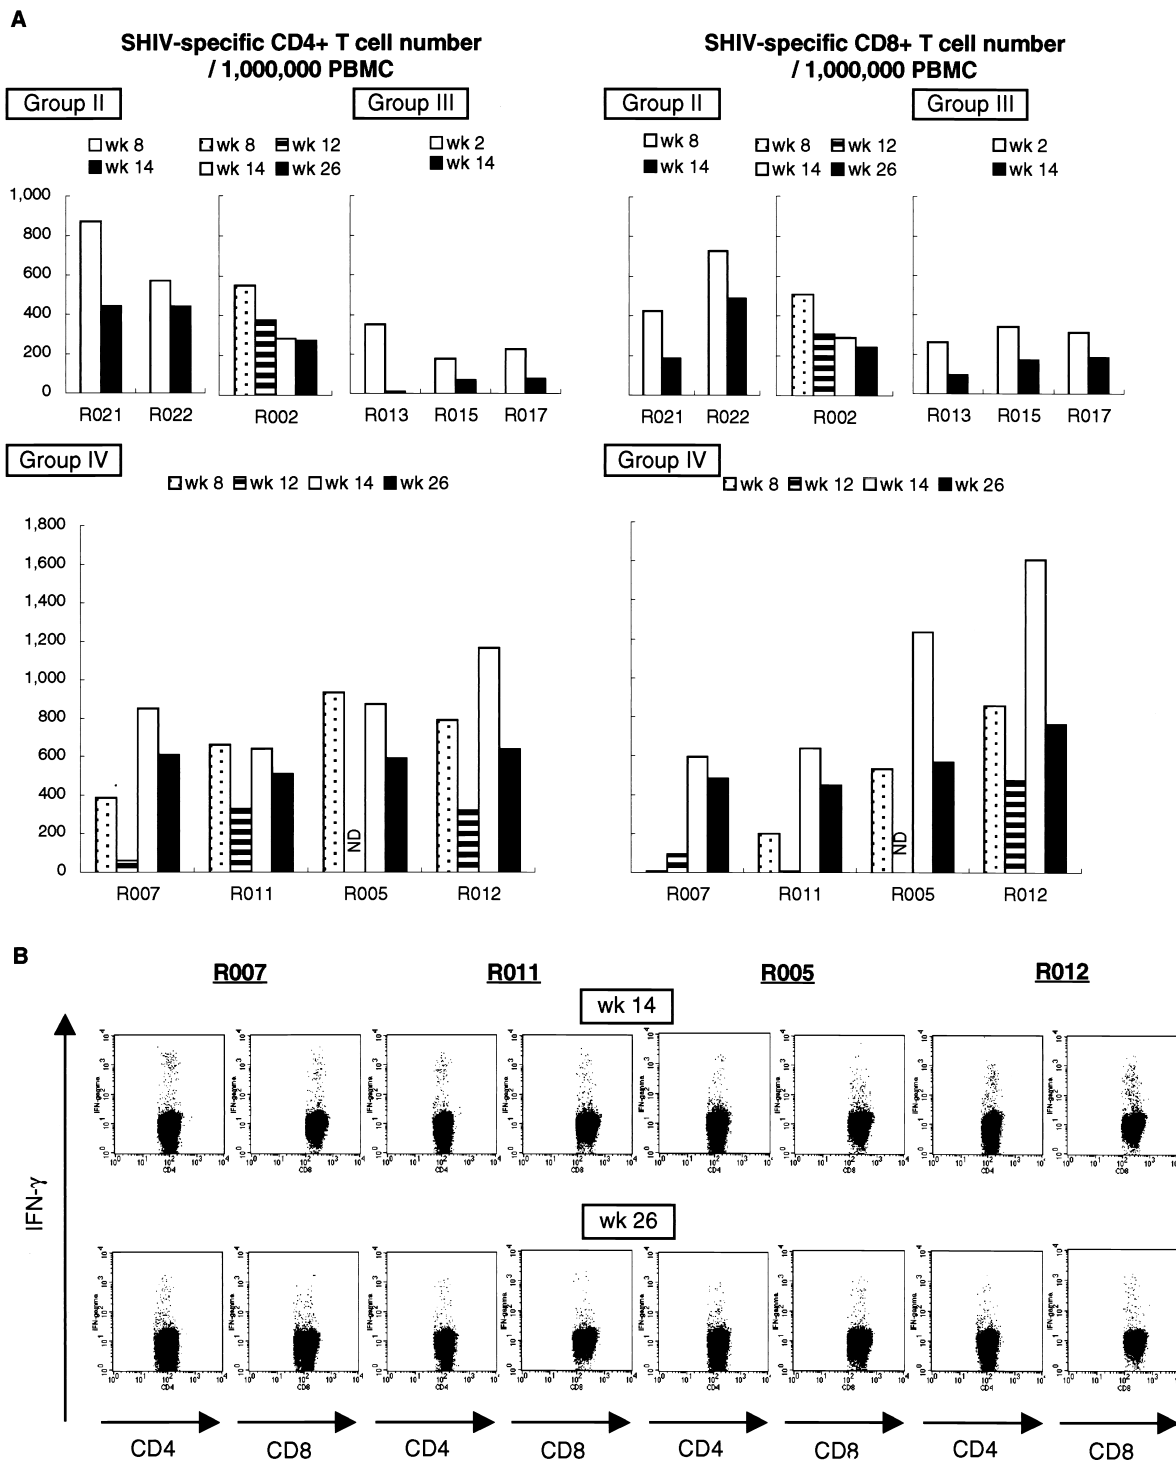 A
SHIV-specific CD4+ T cell number
/ 1,000,000 PBMC
SHIV-specific CD8+ T cell number
/ 1,000,000 PBMC
Group II
Group III
Group II
Group III
wk 8
wk 14
wk 8 wk 12
wk 14 wk 26
wk 2
wk 14
wk 8
wk 14
wk 8 wk 12
wk 14 wk 26
wk 2
wk 14
1,000
800
600
400
200
0
R021 R022 R002 R013 R015 R017
R021 R022 R002 R013 R015 R017
Group IV
Group IV
wk 8 wk 12 wk 14 wk 26
wk 8 wk 12 wk 14 wk 26
1,800
1,600
1,400
1,200
1,000
800
600
400
200
0
ND
ND
R007 R011 R005 R012
R007 R011 R005 R012
B
R007 R011 R005 R012
wk 14
IFN-γ
wk 26
CD4 CD8 CD4 CD8 CD4 CD8 CD4 CD8